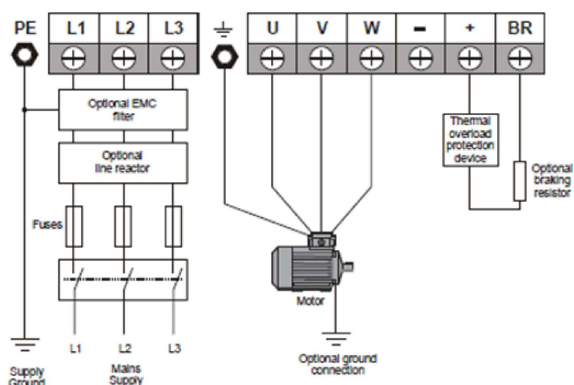 PE L1 L2 L3 U V W − + BR
Optional EMC
filter
Optional
line reactor
Fuses
L1 L2 L3
Supply
Ground
Mains
Supply
Motor
Optional ground
connection
Thermal
overload
protection
device
Optional
braking
resistor